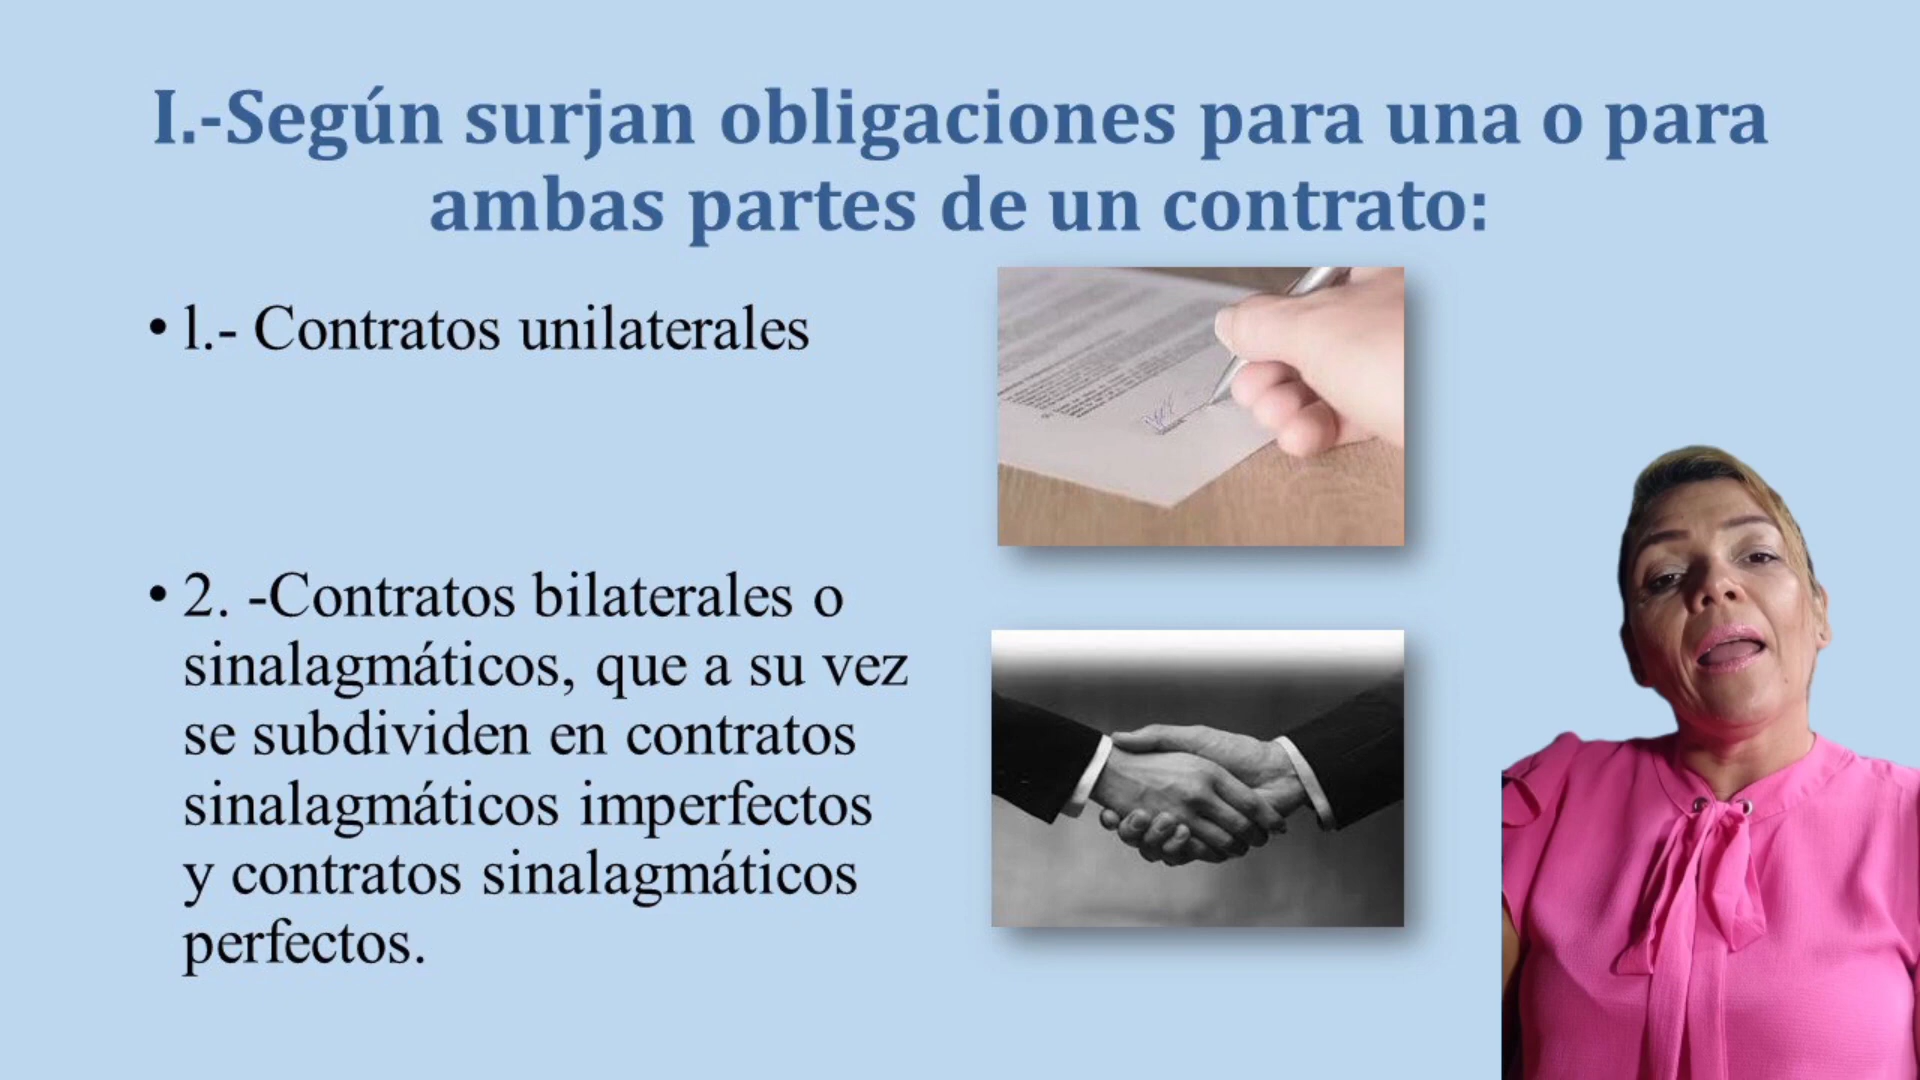 I.-Según surjan obligaciones para una o para
ambas partes de un contrato:
• l.- Contratos unilaterales
• 2. -Contratos bilaterales o
sinalagmáticos, que a su vez
se subdividen en contratos
sinalagmáticos imperfectos
y contratos sinalagmáticos
perfectos.